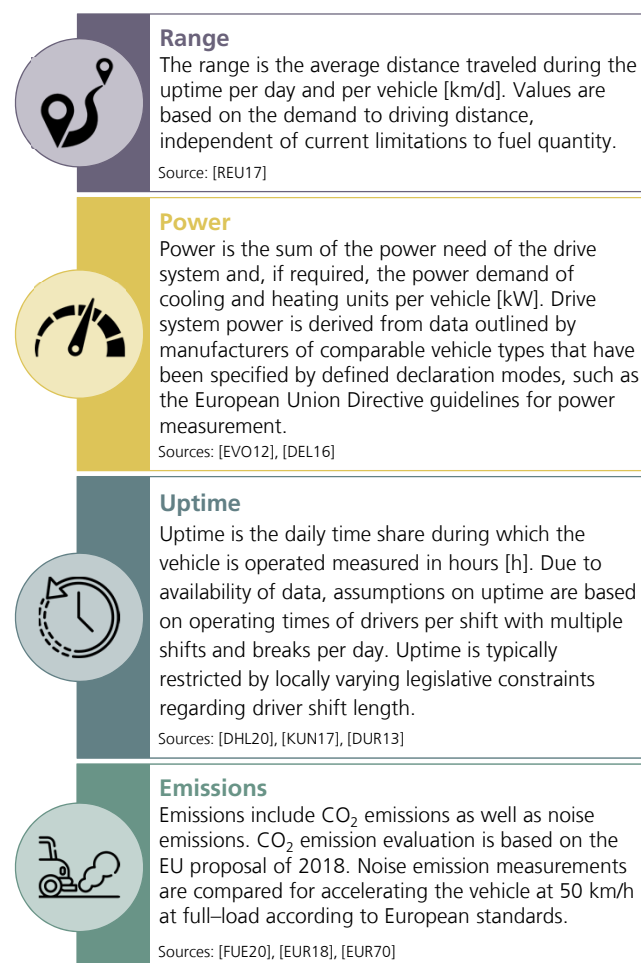 Range
The range is the average distance traveled during the
uptime per day and per vehicle [km/d]. Values are
based on the demand to driving distance,
independent of current limitations to fuel quantity.
Source: [REU17]
Power
Power is the sum of the power need of the drive
system and, if required, the power demand of
cooling and heating units per vehicle [kW]. Drive
system power is derived from data outlined by
manufacturers of comparable vehicle types that have
been specified by defined declaration modes, such as
the European Union Directive guidelines for power
measurement.
Sources: [EVO12], [DEL16]
Uptime
Uptime is the daily time share during which the
vehicle is operated measured in hours [h]. Due to
availability of data, assumptions on uptime are based
on operating times of drivers per shift with multiple
shifts and breaks per day. Uptime is typically
restricted by locally varying legislative constraints
regarding driver shift length.
Sources: [DHL20], [KUN17], [DUR13]
Emissions
Emissions include CO₂ emissions as well as noise
emissions. CO₂ emission evaluation is based on the
EU proposal of 2018. Noise emission measurements
are compared for accelerating the vehicle at 50 km/h
at full–load according to European standards.
Sources: [FUE20], [EUR18], [EUR70]